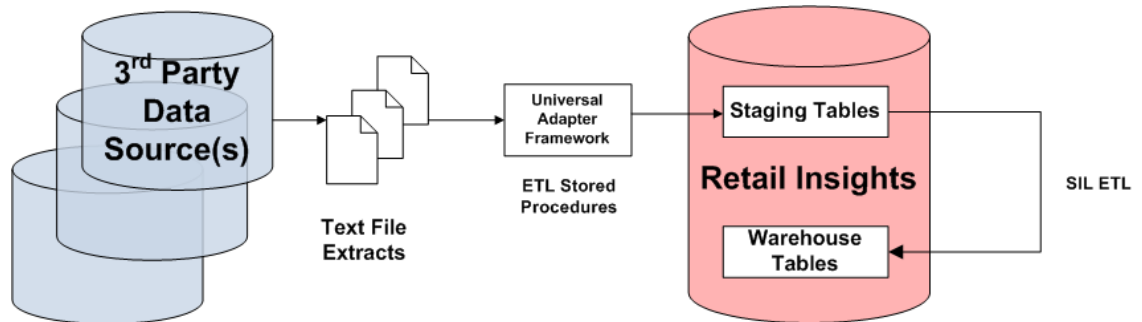 3rd Party
Data
Source(s)
Text File
Extracts
Universal
Adapter
Framework
ETL Stored
Procedures
Staging Tables
Retail Insights
Warehouse
Tables
SIL ETL